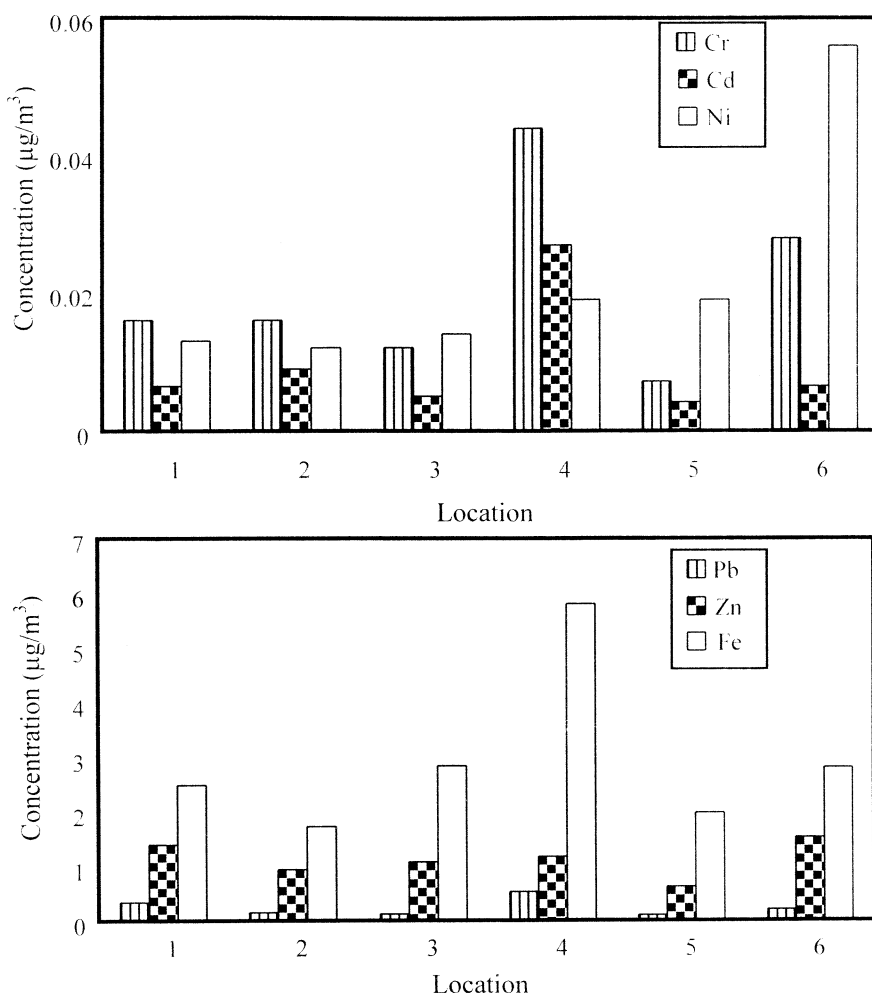 0.06
0.04
0.02
0
Concentration (µg/m³)
Cr
Cd
Ni
1 2 3 4 5 6
Location
7
6
5
4
3
2
1
0
Concentration (µg/m³)
Pb
Zn
Fe
1 2 3 4 5 6
Location